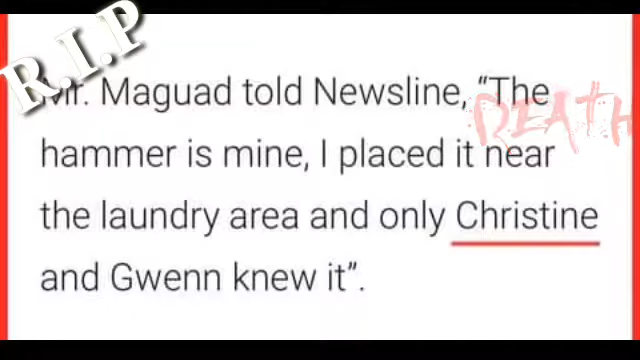 R.I.P
Mr. Maguad told Newsline, “The
DEATH
hammer is mine, I placed it near
the laundry area and only Christine
and Gwenn knew it”.